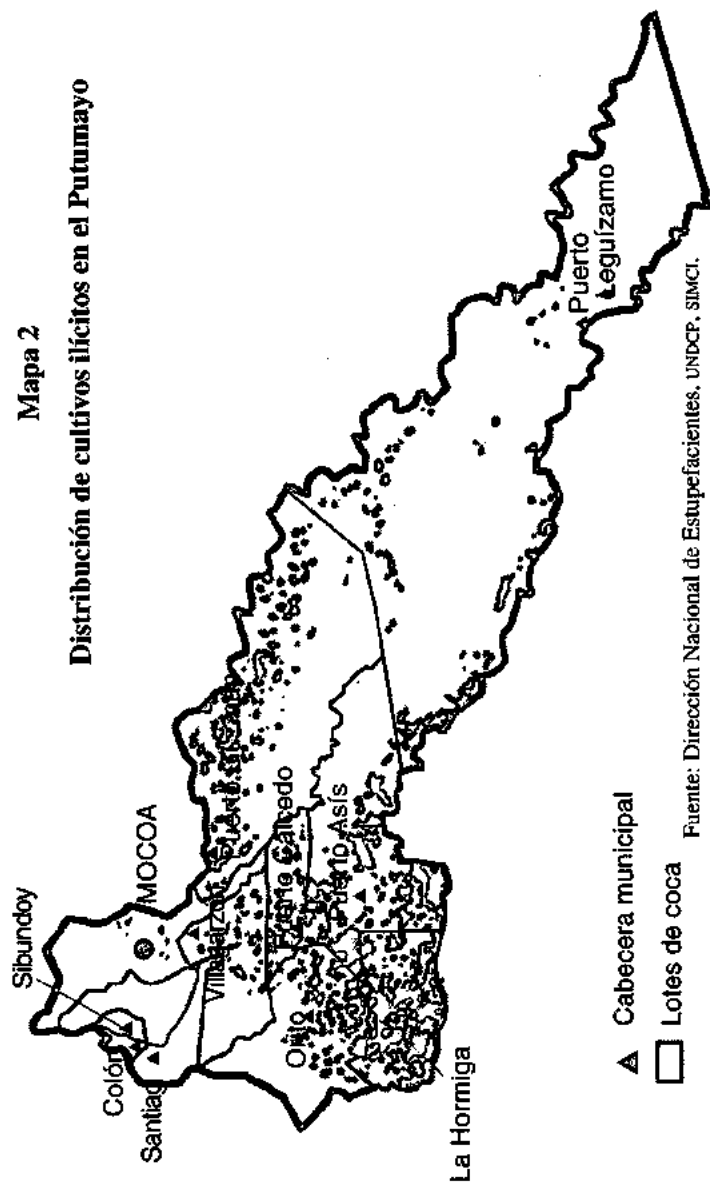 Mapa 2
Distribución de cultivos ilícitos en el Putumayo
Sibundoy
Colón
Santiag
MOCOA
Villagarzón
Puerto Caicedo
Puerto Asís
Orito
La Hormiga
Puerto
Leguízamo
Cabecera municipal
Lotes de coca
Fuente: Dirección Nacional de Estupefacientes, UNDCP, SIMCI.